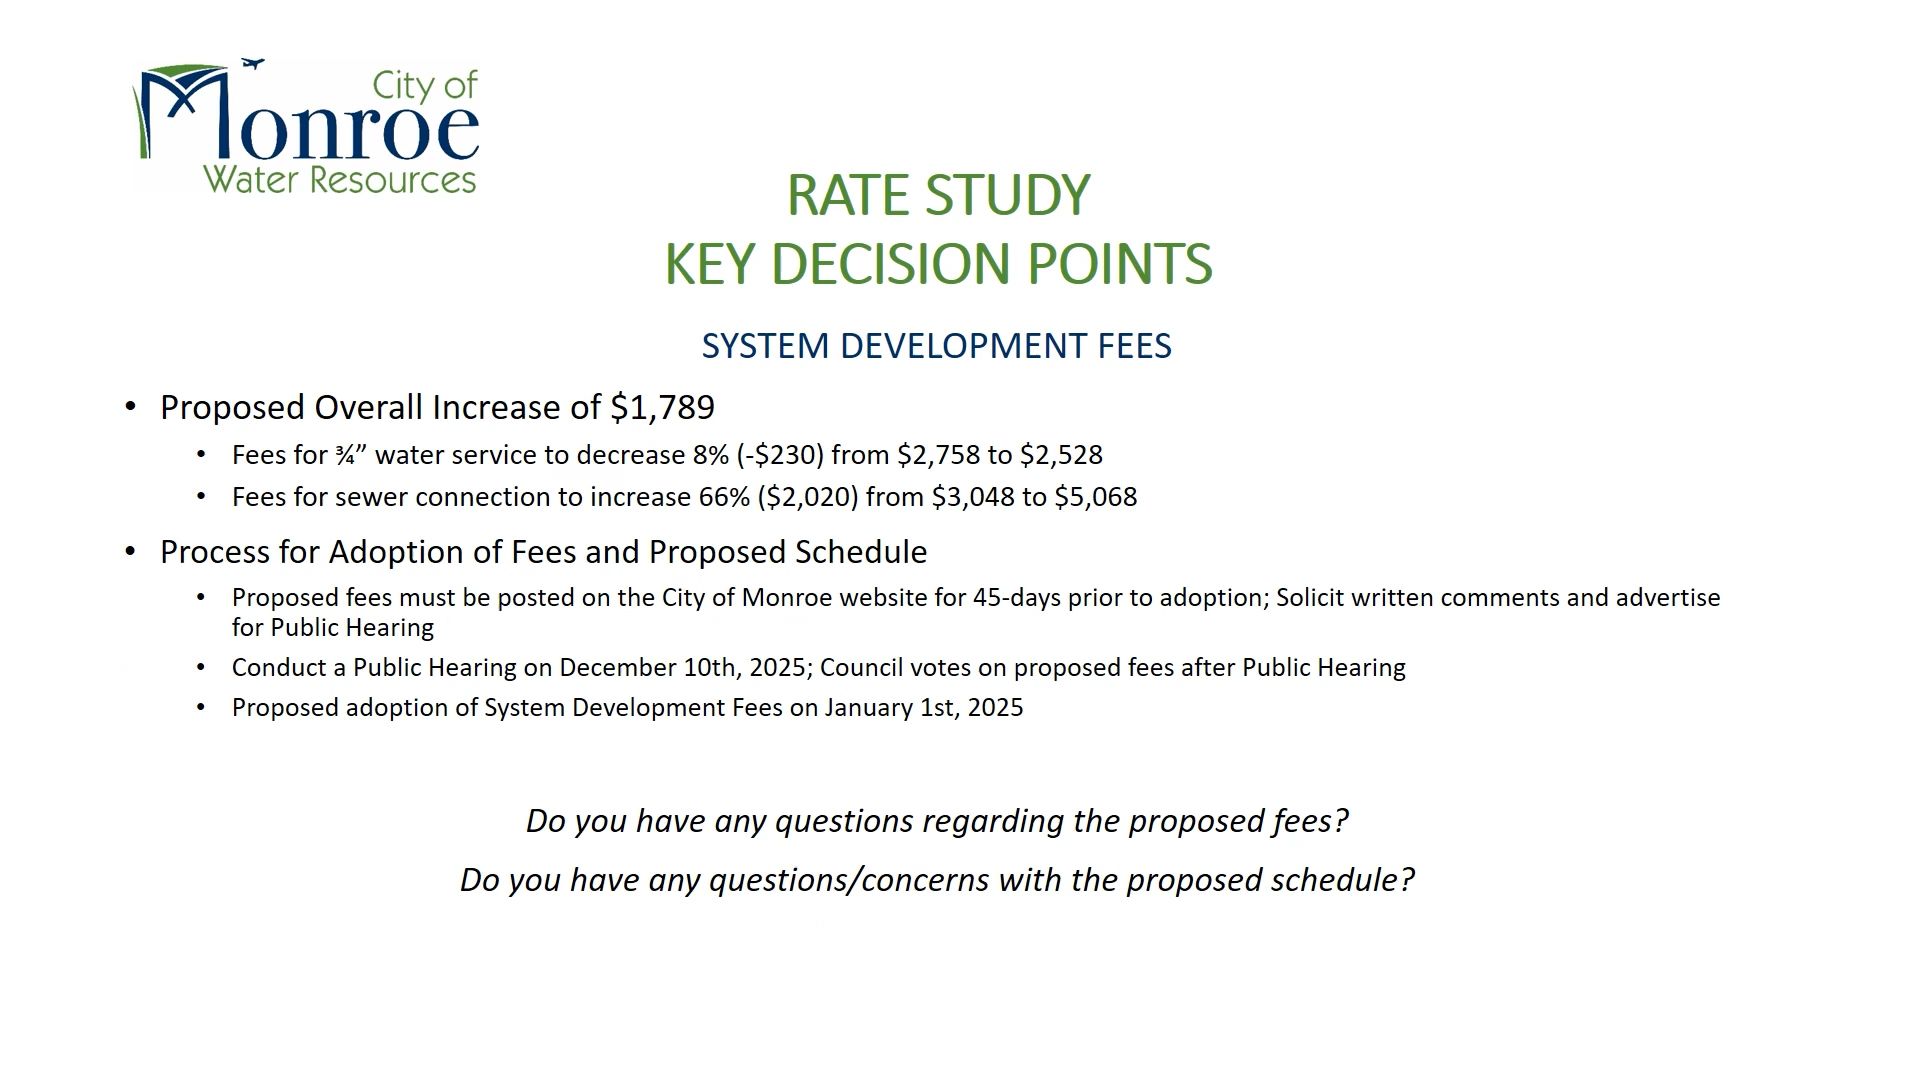 City of
Monroe
Water Resources
RATE STUDY
KEY DECISION POINTS
SYSTEM DEVELOPMENT FEES
• Proposed Overall Increase of $1,789
• Fees for ¾” water service to decrease 8% (-$230) from $2,758 to $2,528
• Fees for sewer connection to increase 66% ($2,020) from $3,048 to $5,068
• Process for Adoption of Fees and Proposed Schedule
• Proposed fees must be posted on the City of Monroe website for 45-days prior to adoption; Solicit written comments and advertise
for Public Hearing
• Conduct a Public Hearing on December 10th, 2025; Council votes on proposed fees after Public Hearing
• Proposed adoption of System Development Fees on January 1st, 2025
Do you have any questions regarding the proposed fees?
Do you have any questions/concerns with the proposed schedule?